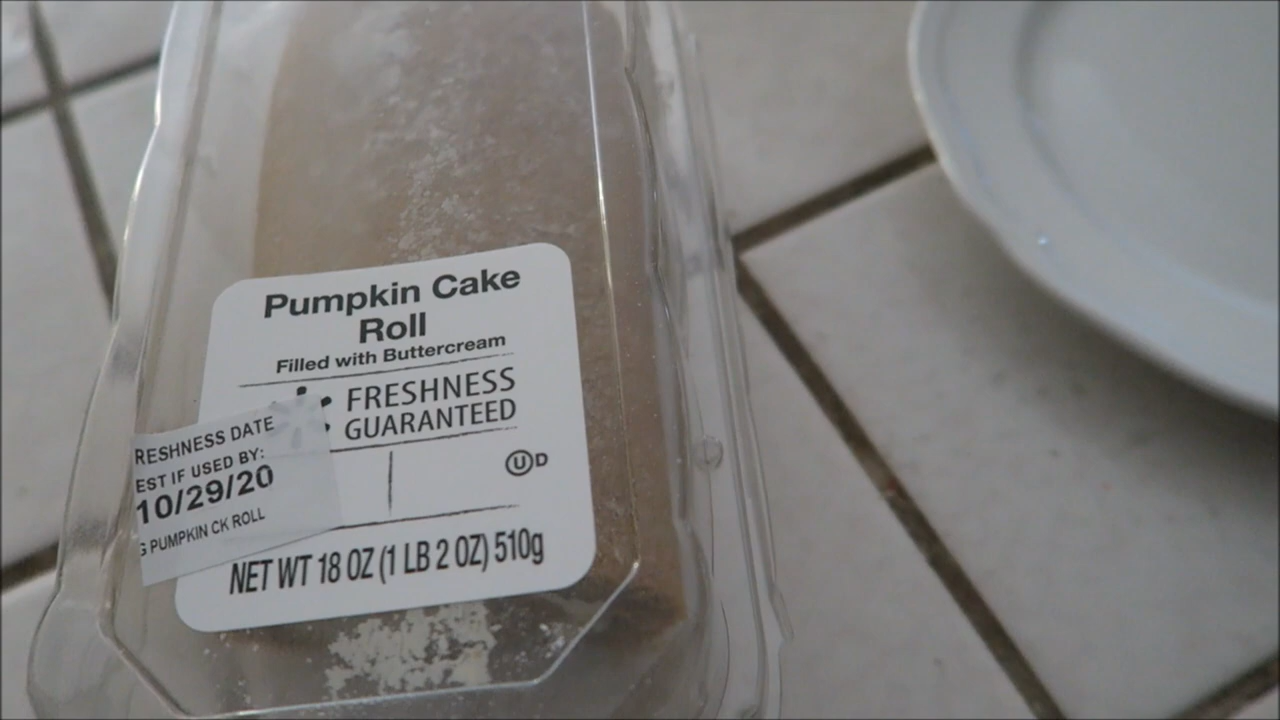 Pumpkin Cake
Roll
Filled with Buttercream
FRESHNESS
GUARANTEED
RESHNESS DATE
EST IF USED BY:
10/29/20
G PUMPKIN CK ROLL
U D
NET WT 18 OZ (1 LB 2 OZ) 510g